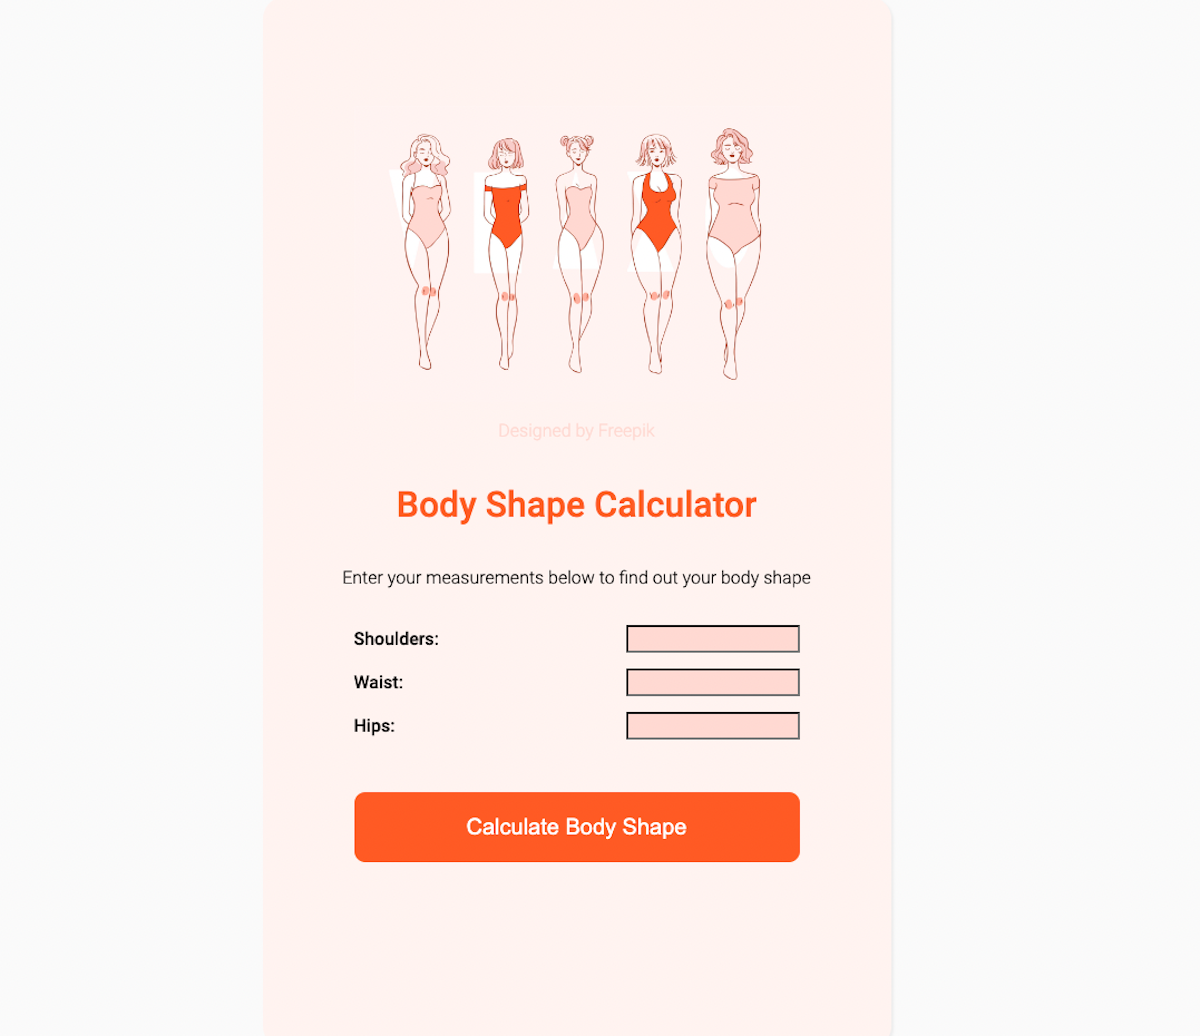 Designed by Freepik
Body Shape Calculator
Enter your measurements below to find out your body shape
Shoulders:
Waist:
Hips:
Calculate Body Shape